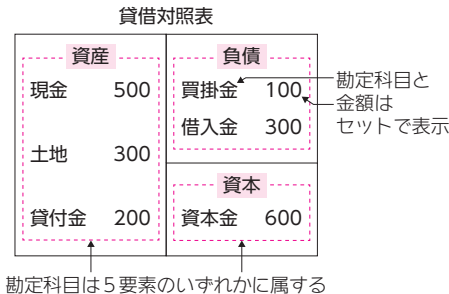 貸借対照表
資産
現金 500
土地 300
貸付金 200
負債
買掛金 100
借入金 300
資本
資本金 600
勘定科目と
金額は
セットで表示
勘定科目は5要素のいずれかに属する